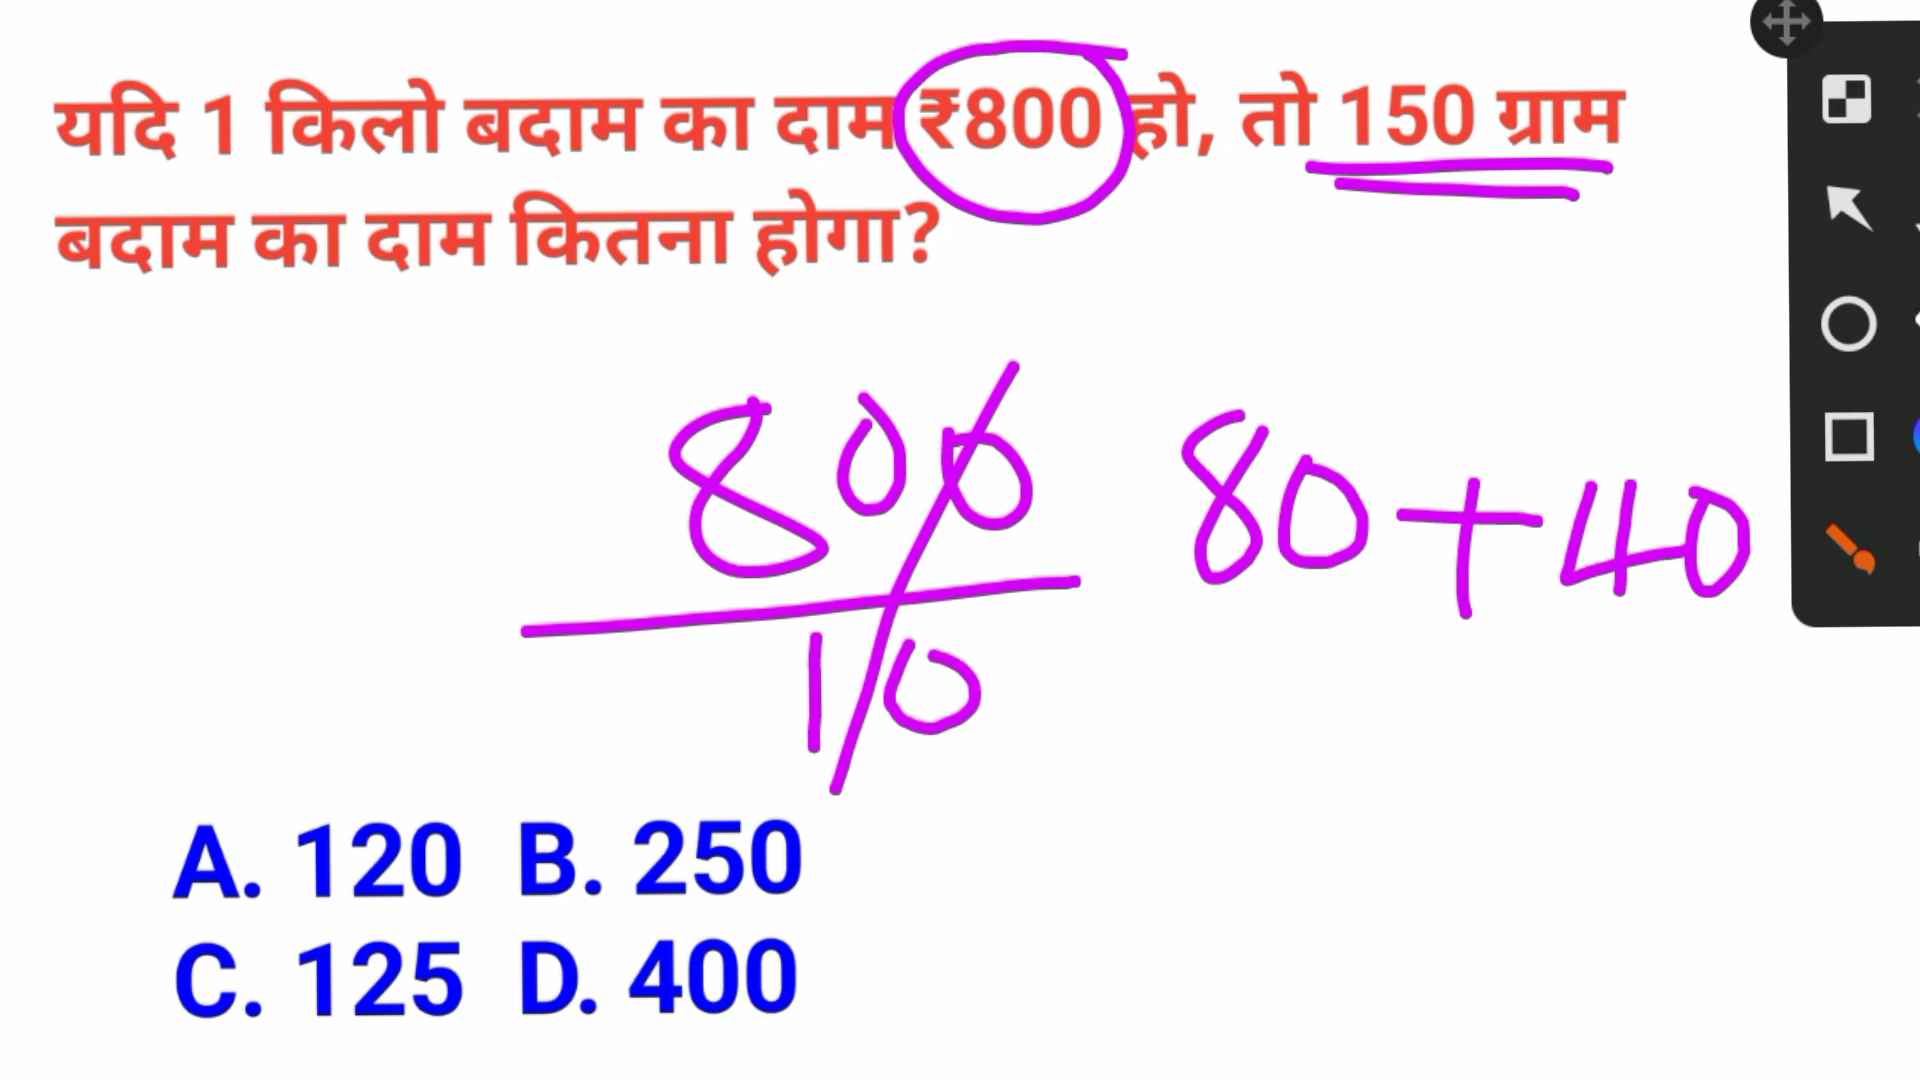 यदि 1 किलो बदाम का दाम ₹800 हो, तो 150 ग्राम
बदाम का दाम कितना होगा?
800 80+40
10
A. 120 B. 250
C. 125 D. 400